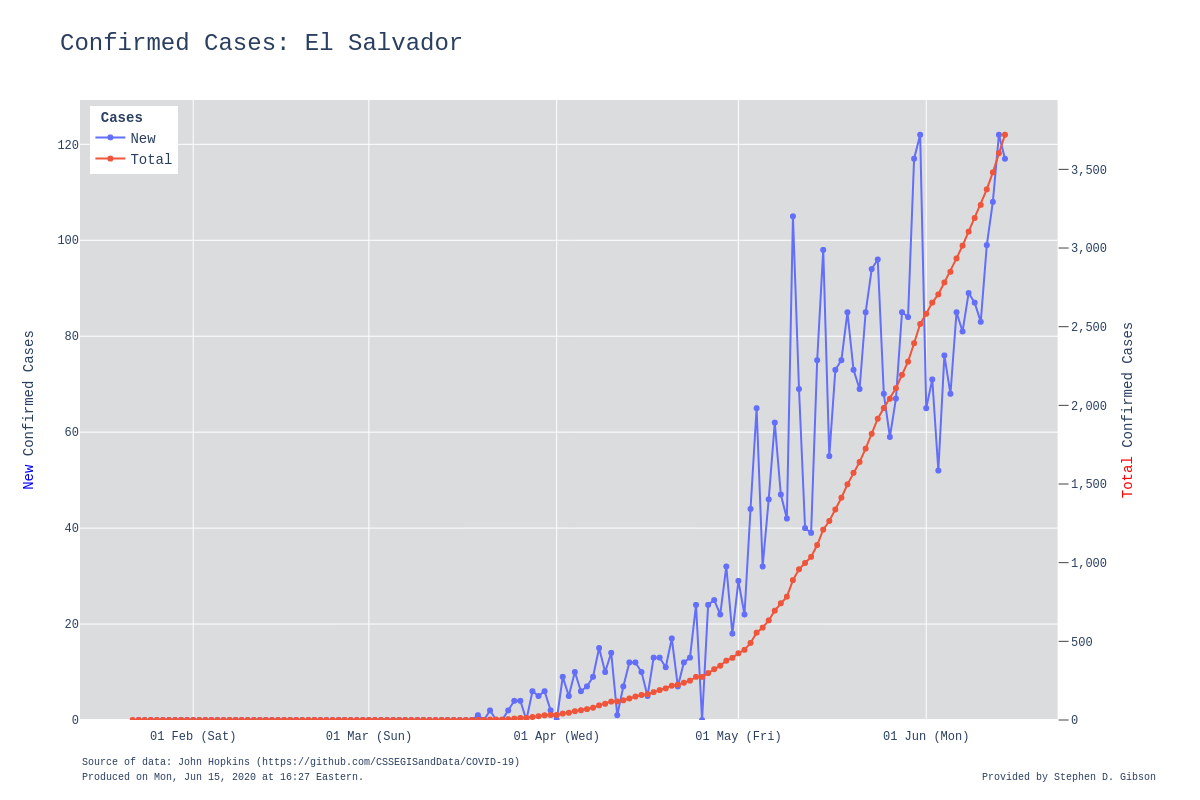 Confirmed Cases: El Salvador
Cases
New
Total
120
100
80
60
40
20
0
3,500
3,000
2,500
2,000
1,500
1,000
500
0
New Confirmed Cases
Total Confirmed Cases
01 Feb (Sat)
01 Mar (Sun)
01 Apr (Wed)
01 May (Fri)
01 Jun (Mon)
Source of data: John Hopkins (https://github.com/CSSEGISandData/COVID-19)
Produced on Mon, Jun 15, 2020 at 16:27 Eastern.
Provided by Stephen D. Gibson